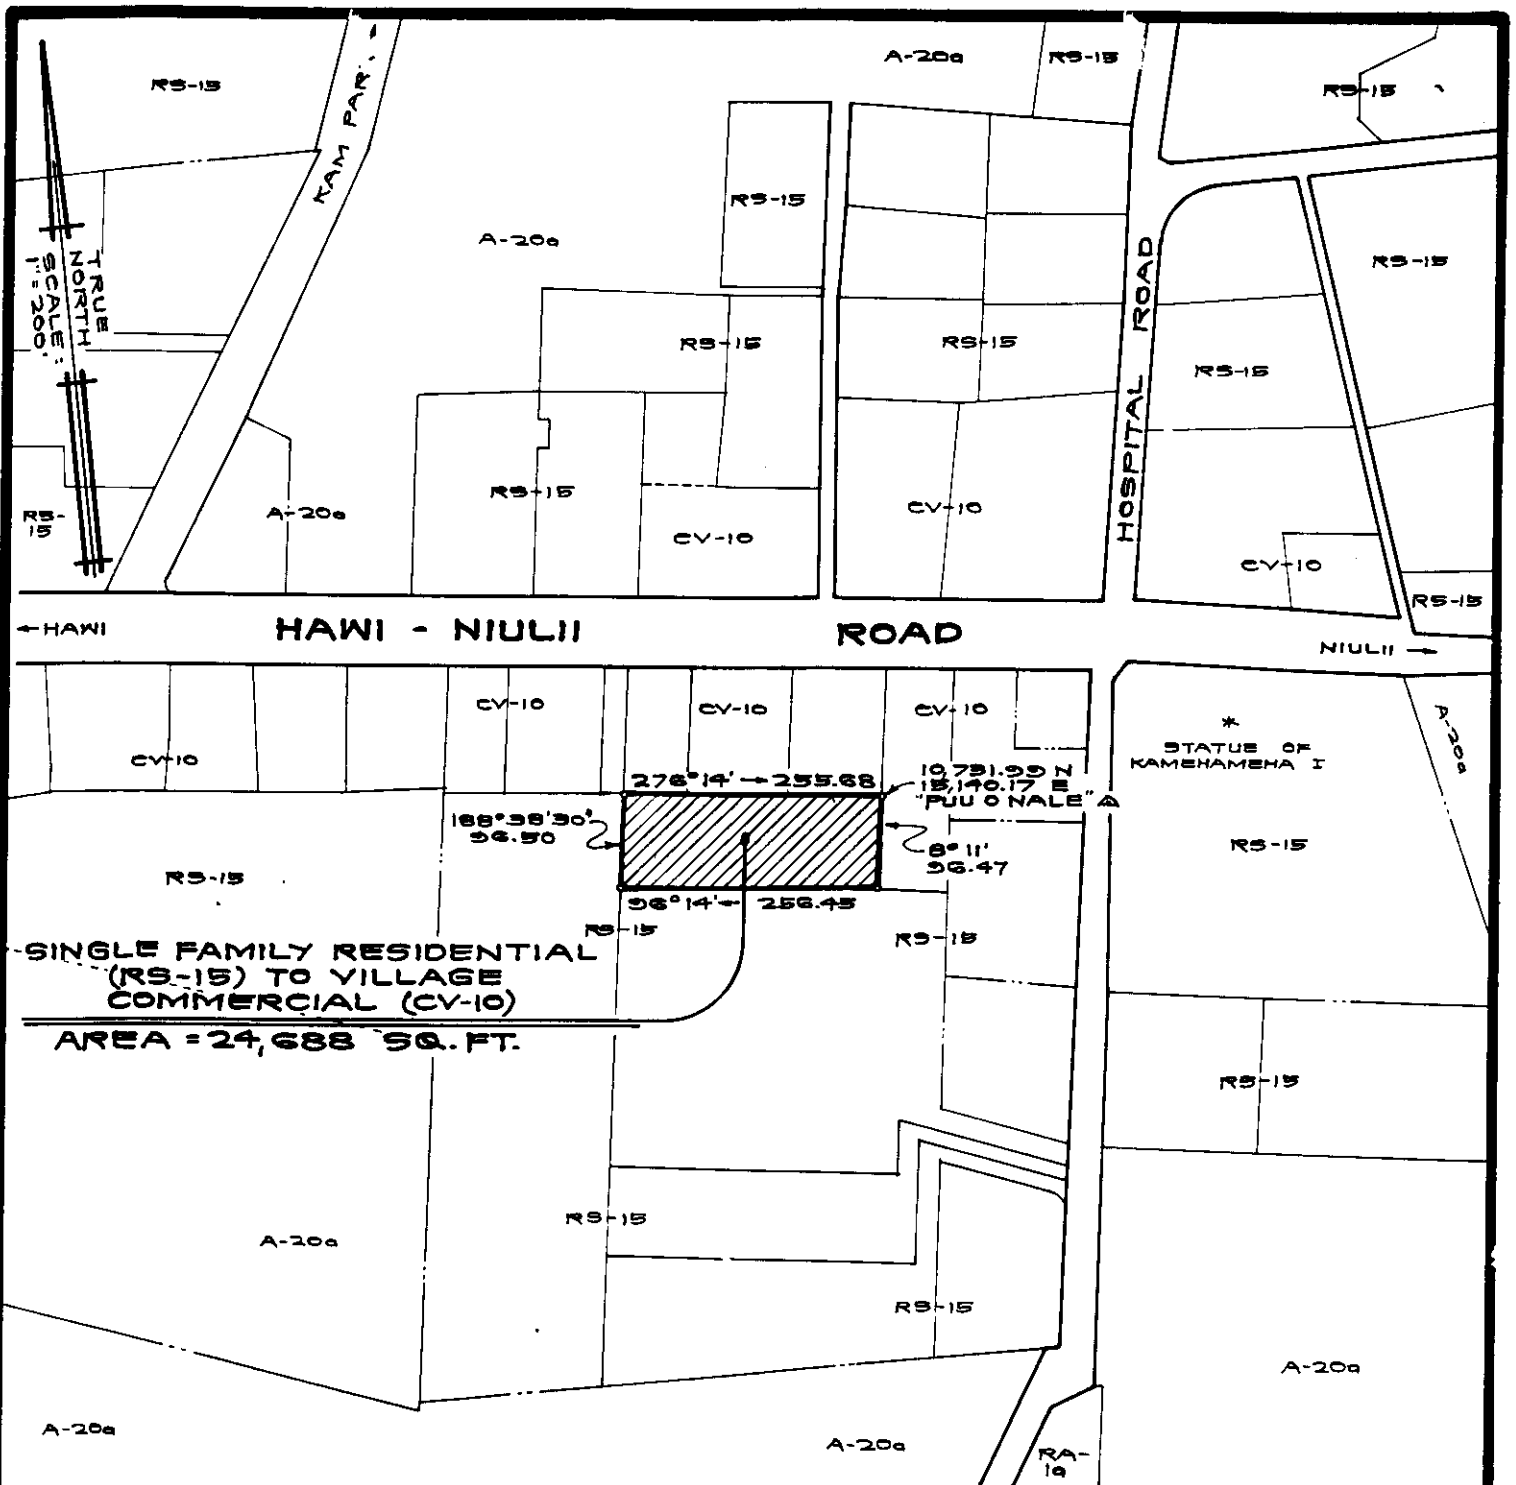 A-20a
RS-15
RS-15
RS-15
KAM PAR.
RS-15
A-20a
HOSPITAL ROAD
RS-15
TRUE
NORTH
SCALE:
1" = 200'
RS-15
RS-15
RS-15
RS-15
A-20a
RS-15
CV-10
RS-
15
CV-10
CV-10
RS-15
← HAWI
HAWI - NIULII ROAD
NIULII →
CV-10
CV-10
CV-10
CV-10
A-20a
*
STATUE OF
KAMEHAMEHA I
276°14' → 255.68
10,791.99 N
15,140.17 E
"PUU O NALE" △
188°38'30"
96.50
8°11'
96.47
RS-15
RS-15
96°14' ← 256.45
RS-15
RS-15
SINGLE FAMILY RESIDENTIAL
(RS-15) TO VILLAGE
COMMERCIAL (CV-10)
AREA = 24,688 SQ. FT.
RS-15
RS-15
A-20a
RS-15
A-20a
A-20a
A-20a
RA-
1a